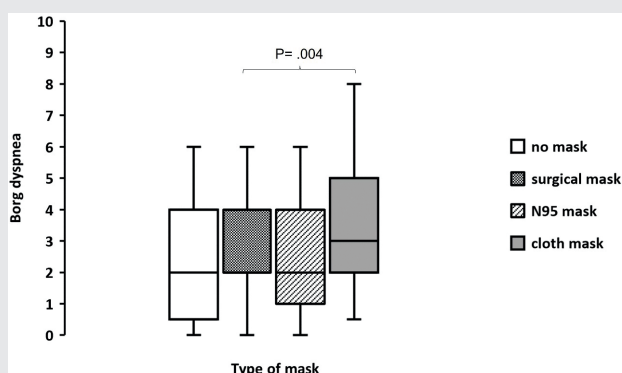 10
9
8
7
6
5
4
3
2
1
0
Borg dyspnea
P= .004
no mask
surgical mask
N95 mask
cloth mask
Type of mask